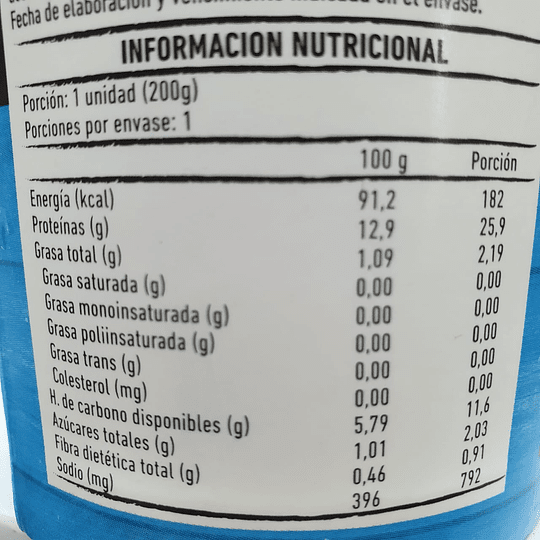 Fecha de elaboración y vencimiento en el envase.
INFORMACION NUTRICIONAL
Porción: 1 unidad (200g)
Porciones por envase: 1
100 g Porción
Energía (kcal) 91,2 182
Proteínas (g) 12,9 25,9
Grasa total (g) 1,09 2,19
Grasa saturada (g) 0,00 0,00
Grasa monoinsaturada (g) 0,00 0,00
Grasa poliinsaturada (g) 0,00 0,00
Grasa trans (g) 0,00 0,00
Colesterol (mg) 0,00 0,00
H. de carbono disponibles (g) 5,79 11,6
Azúcares totales (g) 1,01 2,03
Fibra dietética total (g) 0,46 0,91
Sodio (mg) 396 792